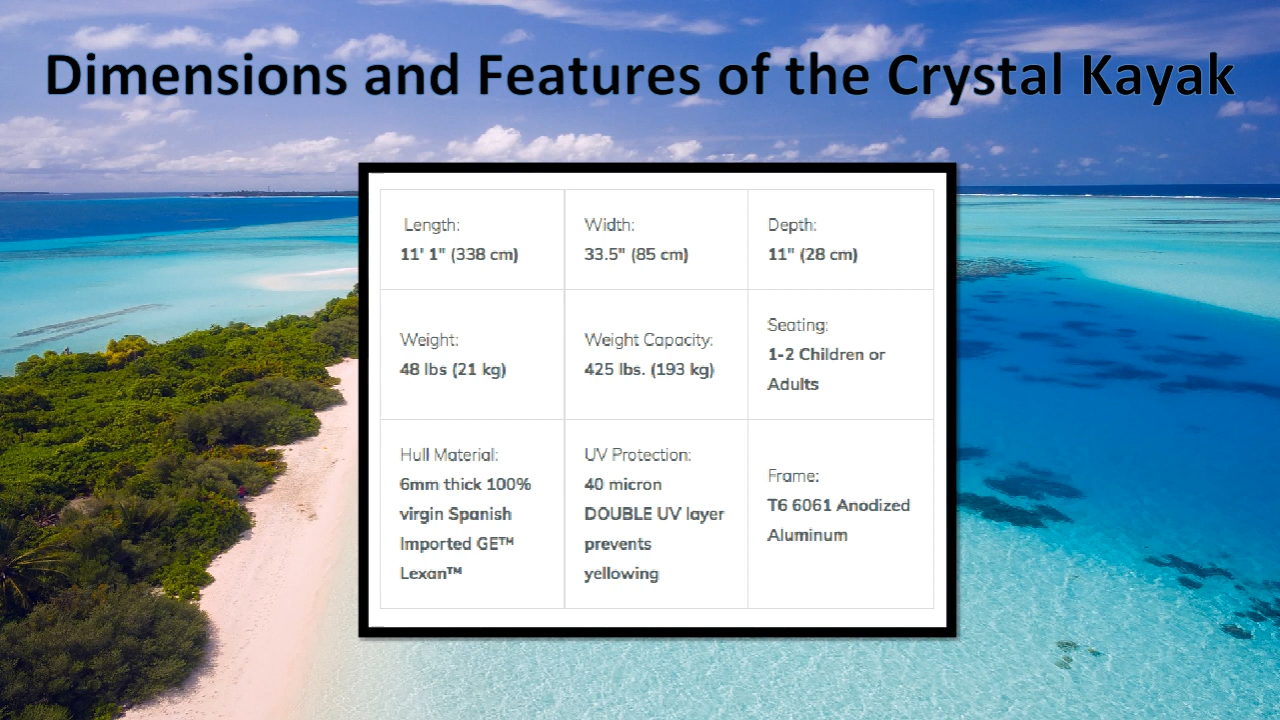 Dimensions and Features of the Crystal Kayak
Length:
11' 1" (338 cm)
Width:
33.5" (85 cm)
Depth:
11" (28 cm)
Weight:
48 lbs (21 kg)
Weight Capacity:
425 lbs. (193 kg)
Seating:
1-2 Children or
Adults
Hull Material:
6mm thick 100%
virgin Spanish
Imported GE™
Lexan™
UV Protection:
40 micron
DOUBLE UV layer
prevents
yellowing
Frame:
T6 6061 Anodized
Aluminum